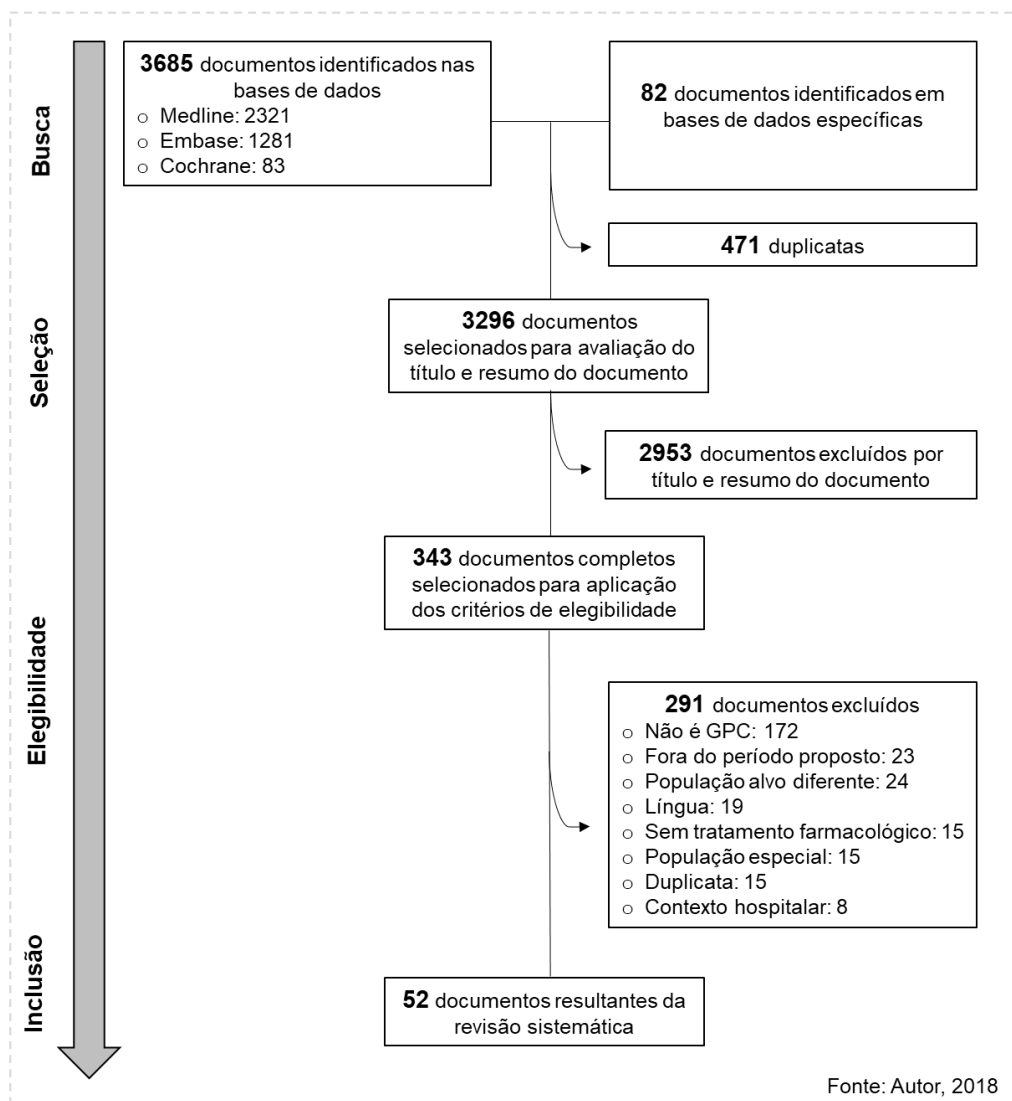 Busca
3685 documentos identificados nas
bases de dados
o Medline: 2321
o Embase: 1281
o Cochrane: 83
82 documentos identificados em
bases de dados específicas
471 duplicatas
Seleção
3296 documentos
selecionados para avaliação do
título e resumo do documento
2953 documentos excluídos por
título e resumo do documento
Elegibilidade
343 documentos completos
selecionados para aplicação
dos critérios de elegibilidade
291 documentos excluídos
o Não é GPC: 172
o Fora do período proposto: 23
o População alvo diferente: 24
o Língua: 19
o Sem tratamento farmacológico: 15
o População especial: 15
o Duplicata: 15
o Contexto hospitalar: 8
Inclusão
52 documentos resultantes da
revisão sistemática
Fonte: Autor, 2018